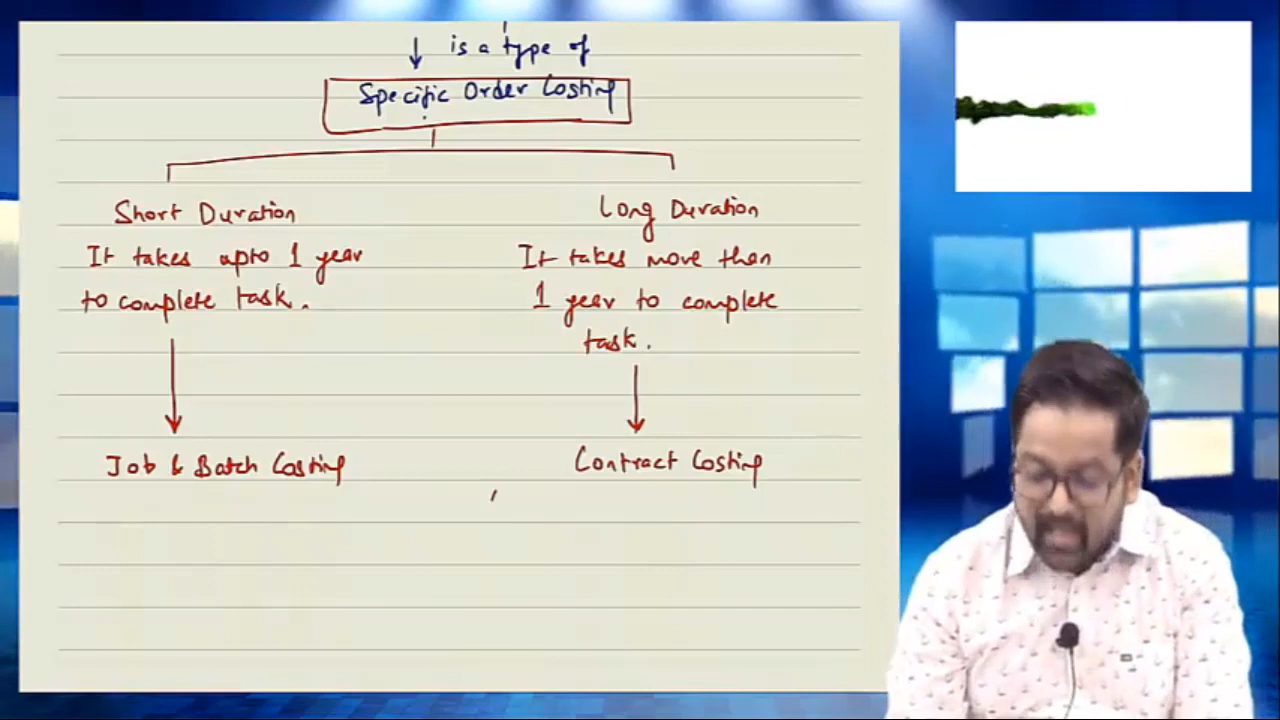 is a type of
Specific Order Costing
Short Duration
It takes upto 1 year
to complete task.
Long Duration
It takes more than
1 year to complete
task.
Job & Batch Costing
Contract Costing